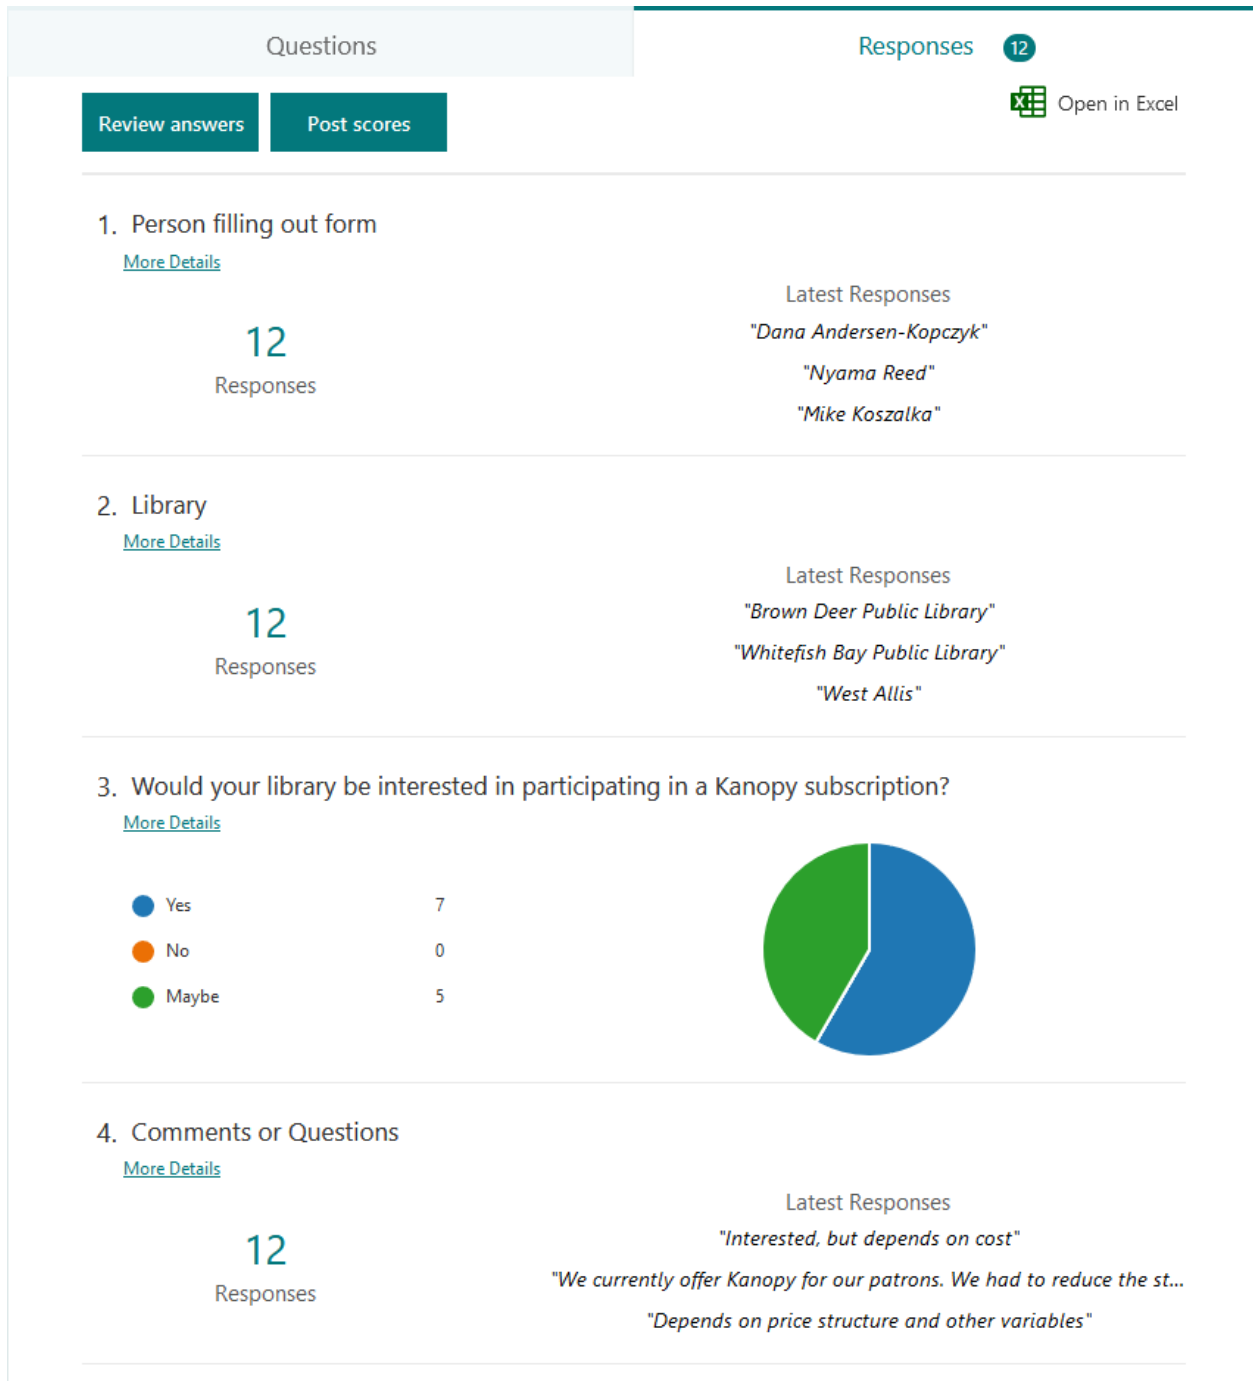 Questions
Responses 12
Review answers Post scores
Open in Excel
1. Person filling out form
More Details
Latest Responses
12
Responses
"Dana Andersen-Kopczyk"
"Nyama Reed"
"Mike Koszalka"
2. Library
More Details
Latest Responses
12
Responses
"Brown Deer Public Library"
"Whitefish Bay Public Library"
"West Allis"
3. Would your library be interested in participating in a Kanopy subscription?
More Details
Yes 7
No 0
Maybe 5
4. Comments or Questions
More Details
Latest Responses
12
Responses
"Interested, but depends on cost"
"We currently offer Kanopy for our patrons. We had to reduce the st...
"Depends on price structure and other variables"